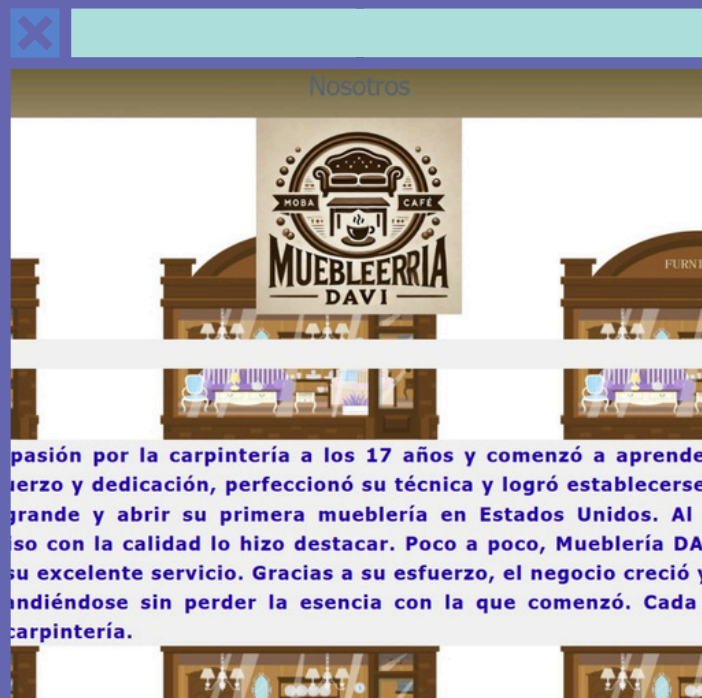 Nosotros
MOBA CAFÉ
MUEBLEERRIA
DAVI
FURNI
pasión por la carpintería a los 17 años y comenzó a aprende
uerzo y dedicación, perfeccionó su técnica y logró establecerse
grande y abrir su primera mueblería en Estados Unidos. Al
iso con la calidad lo hizo destacar. Poco a poco, Mueblería DA
su excelente servicio. Gracias a su esfuerzo, el negocio creció y
andiéndose sin perder la esencia con la que comenzó. Cada
carpintería.